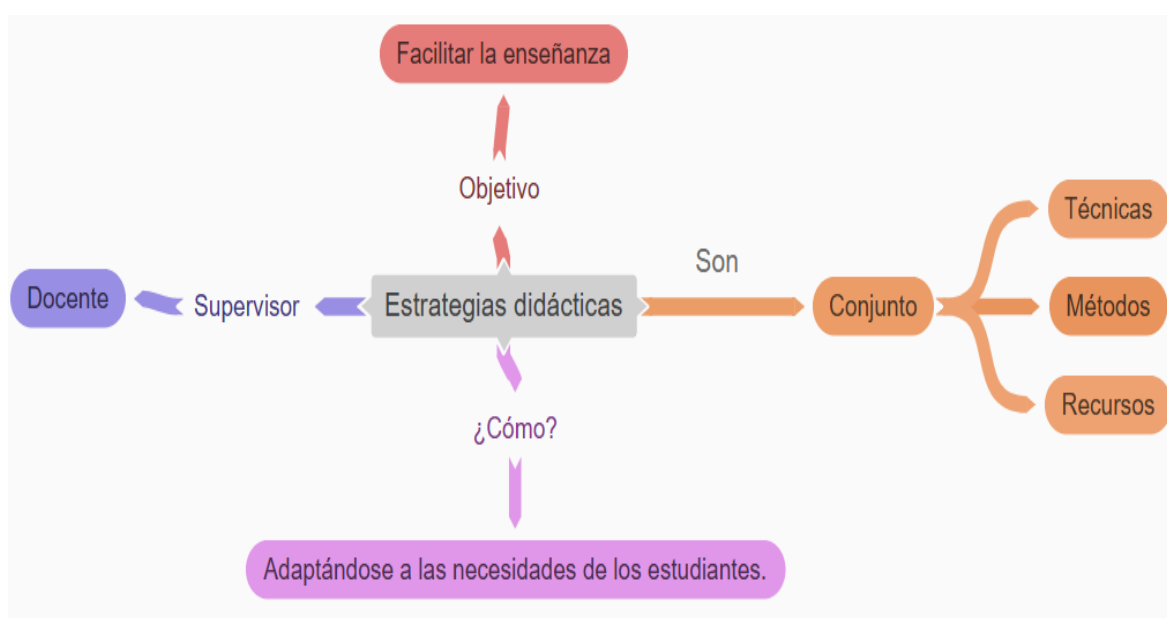 Facilitar la enseñanza
Objetivo
Estrategias didácticas
Son
Conjunto
Técnicas
Métodos
Recursos
Supervisor
Docente
¿Cómo?
Adaptándose a las necesidades de los estudiantes.